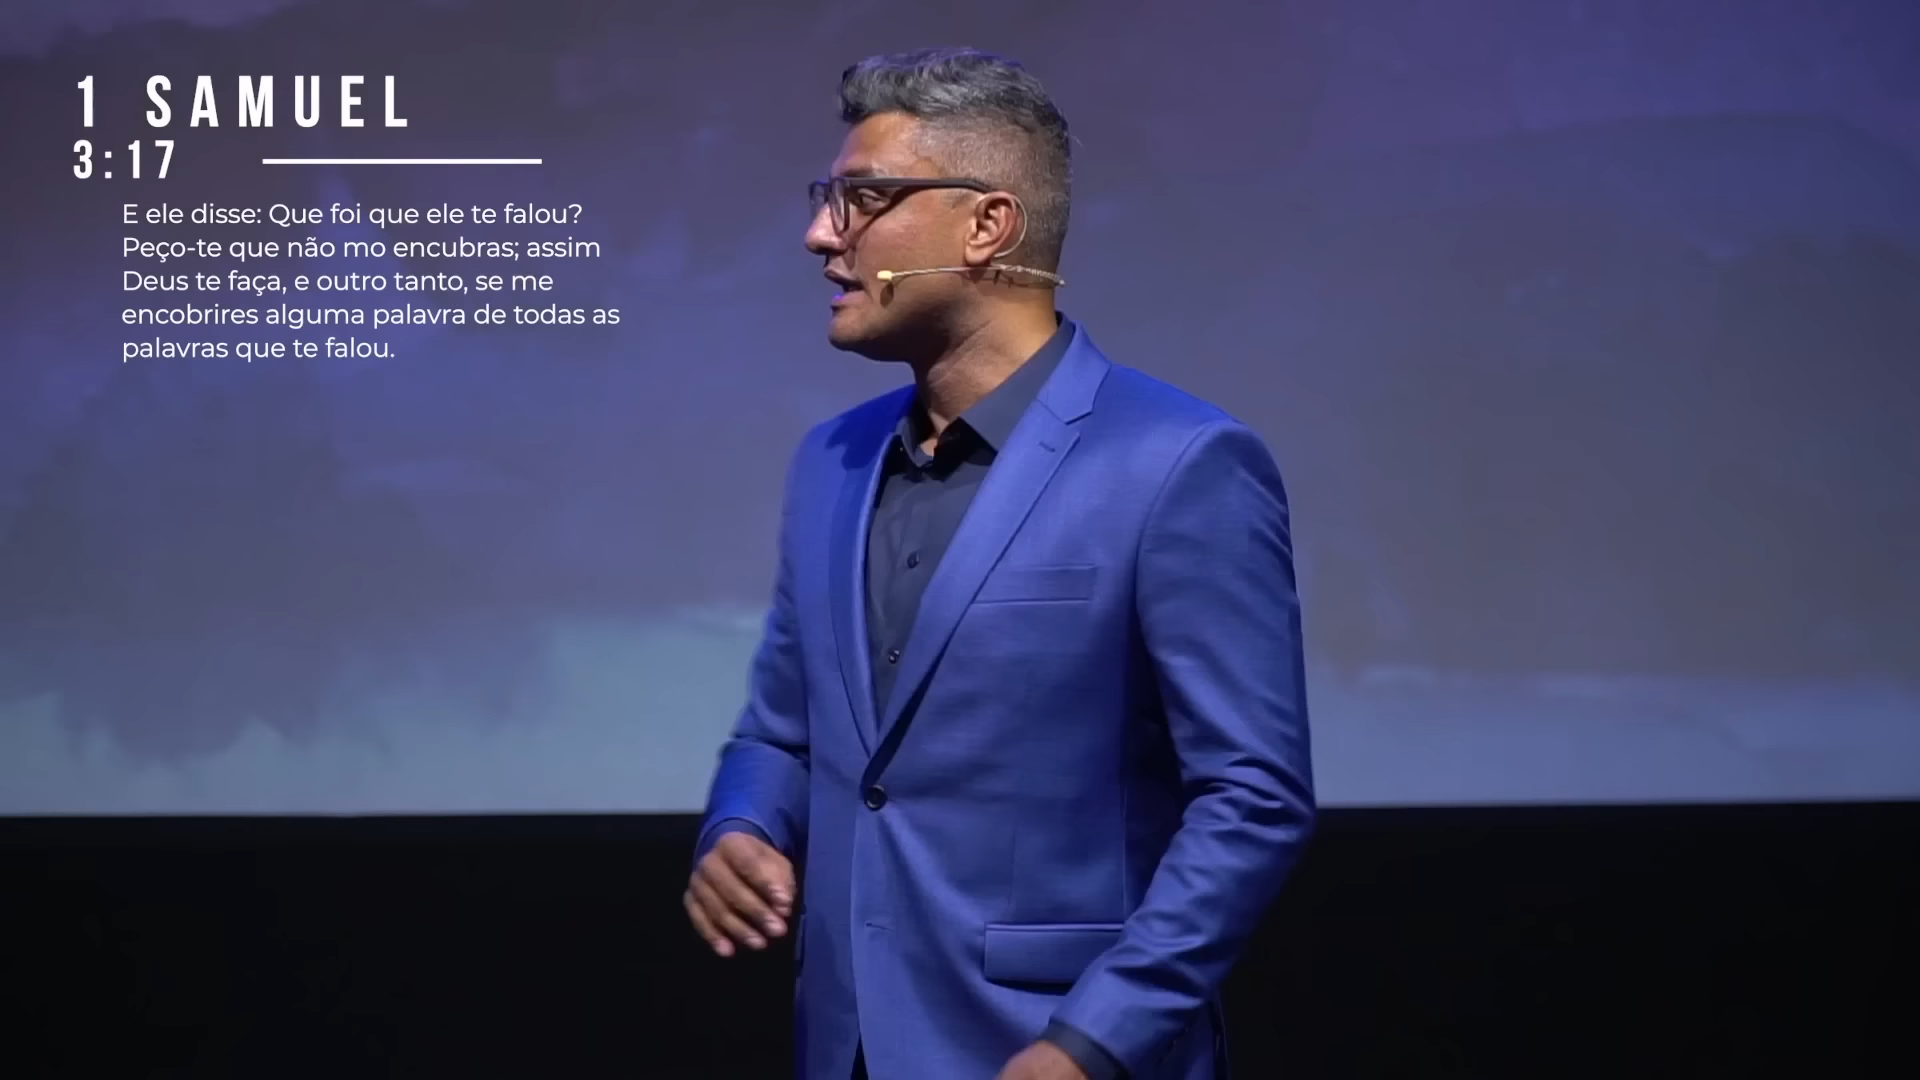 1 SAMUEL
3:17
E ele disse: Que foi que ele te falou?
Peço-te que não mo encubras; assim
Deus te faça, e outro tanto, se me
encobrires alguma palavra de todas as
palavras que te falou.